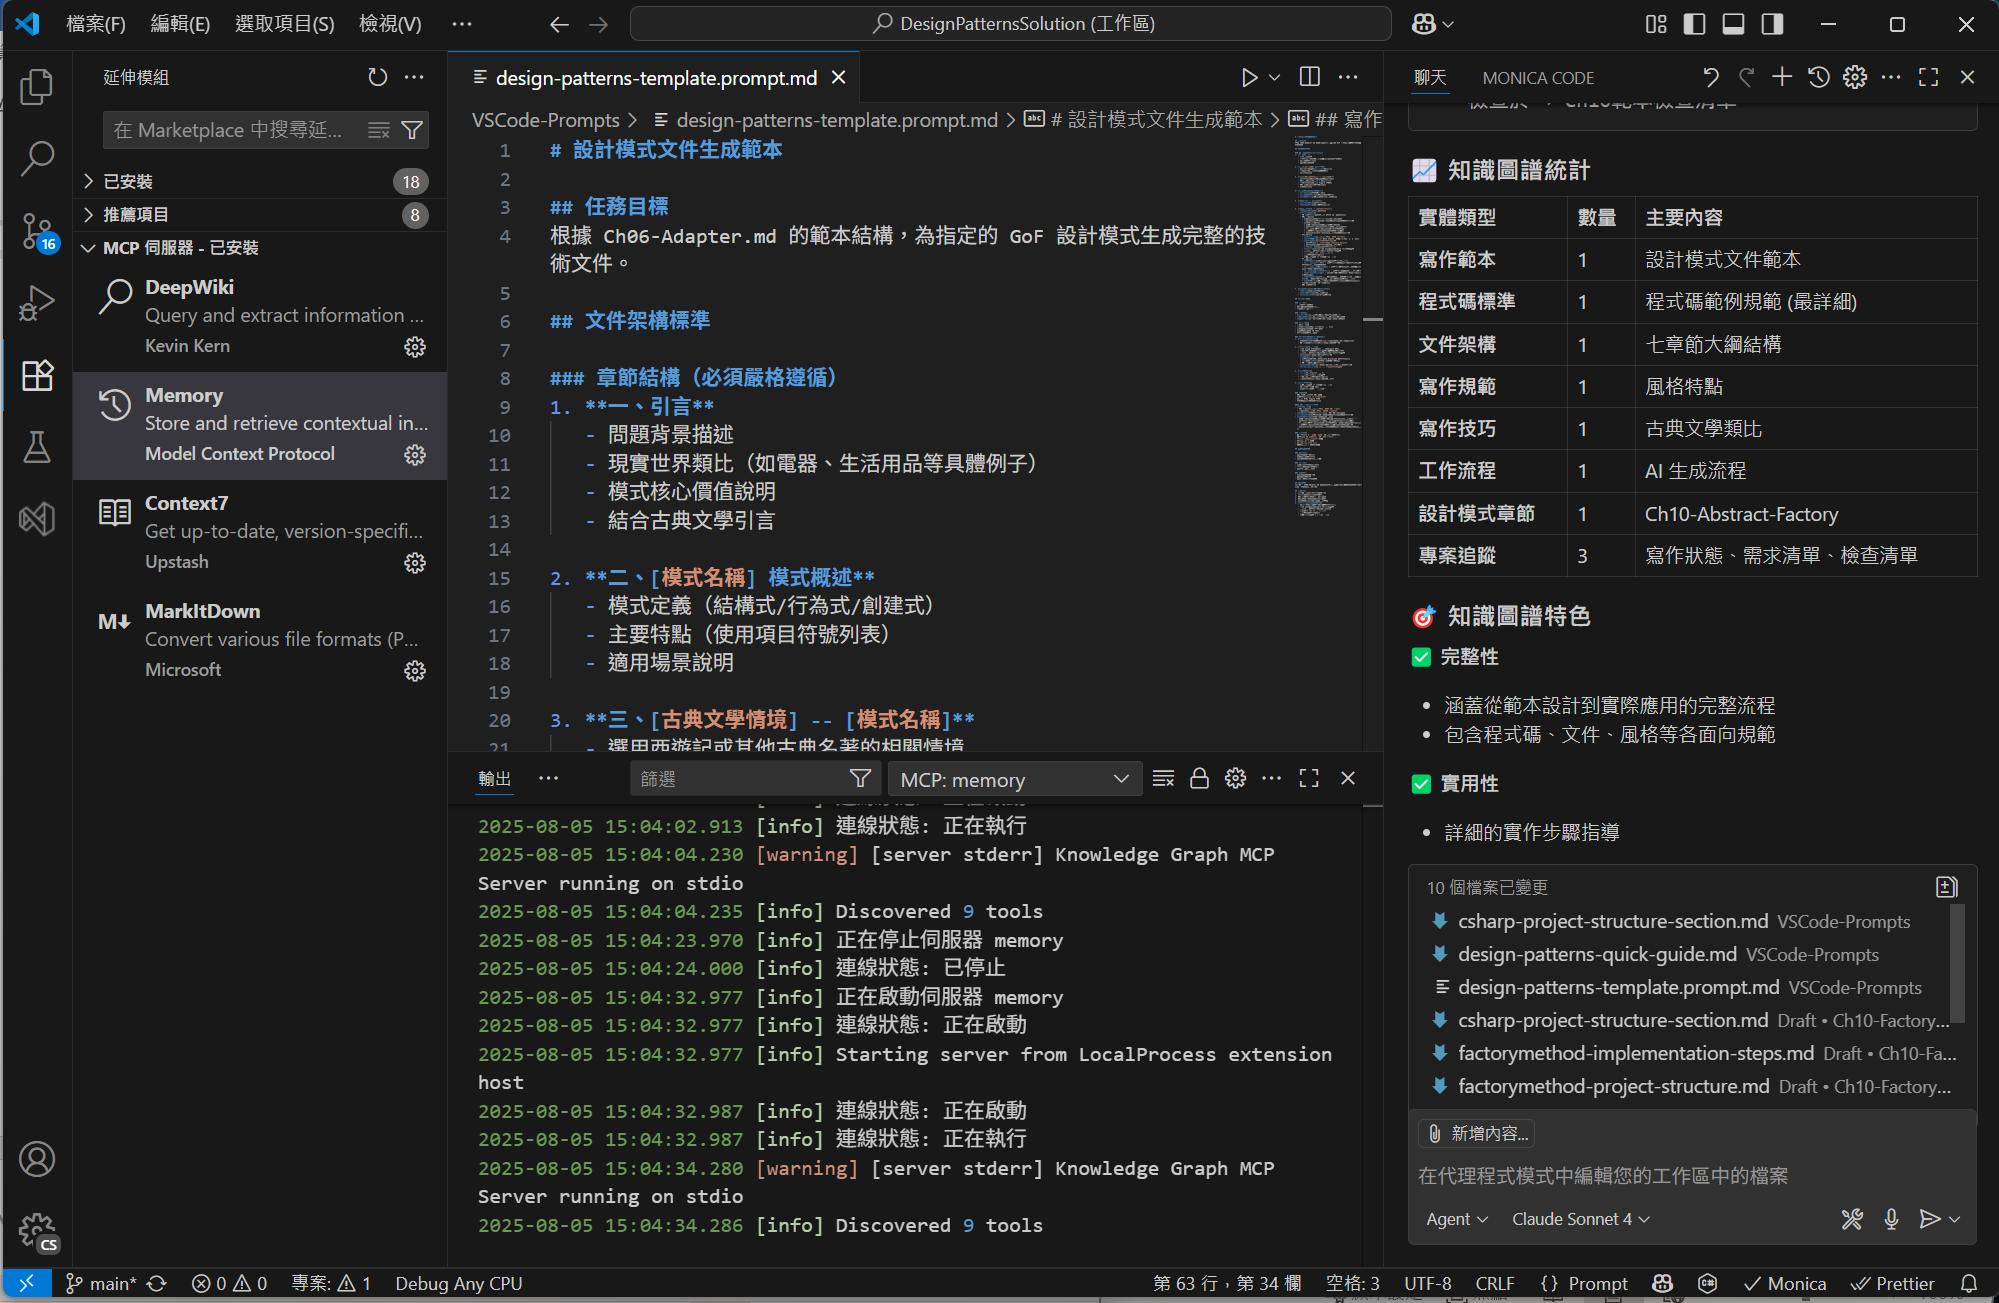 檔案(F) 編輯(E) 選取項目(S) 檢視(V) ··· DesignPatternsSolution (工作區)
延伸模組
在 Marketplace 中搜尋延...
已安裝 18
推薦項目 8
MCP 伺服器 - 已安裝
16
DeepWiki
Query and extract information ...
Kevin Kern
Memory
Store and retrieve contextual in...
Model Context Protocol
Context7
Get up-to-date, version-specifi...
Upstash
MarkItDown
Convert various file formats (P...
Microsoft
CS
design-patterns-template.prompt.md
VSCode-Prompts > design-patterns-template.prompt.md > # 設計模式文件生成範本 > ## 寫作
1 # 設計模式文件生成範本
2
3 ## 任務目標
4 根據 Ch06-Adapter.md 的範本結構，為指定的 GoF 設計模式生成完整的技
術文件。
5
6 ## 文件架構標準
7
8 ### 章節結構（必須嚴格遵循）
9 1. **一、引言**
10 - 問題背景描述
11 - 現實世界類比（如電器、生活用品等具體例子）
12 - 模式核心價值說明
13 - 結合古典文學引言
14
15 2. **二、[模式名稱] 模式概述**
16 - 模式定義（結構式/行為式/創建式）
17 - 主要特點（使用項目符號列表）
18 - 適用場景說明
19
20 3. **三、[古典文學情境] -- [模式名稱]**
21 - 選用西遊記或其他古典名著的相關情境
輸出 ··· 篩選 MCP: memory
2025-08-05 15:04:02.913 [info] 連線狀態: 正在執行
2025-08-05 15:04:04.230 [warning] [server stderr] Knowledge Graph MCP
Server running on stdio
2025-08-05 15:04:04.235 [info] Discovered 9 tools
2025-08-05 15:04:23.970 [info] 正在停止伺服器 memory
2025-08-05 15:04:24.000 [info] 連線狀態: 已停止
2025-08-05 15:04:32.977 [info] 正在啟動伺服器 memory
2025-08-05 15:04:32.977 [info] 連線狀態: 正在啟動
2025-08-05 15:04:32.977 [info] Starting server from LocalProcess extension
host
2025-08-05 15:04:32.987 [info] 連線狀態: 正在啟動
2025-08-05 15:04:32.987 [info] 連線狀態: 正在執行
2025-08-05 15:04:34.280 [warning] [server stderr] Knowledge Graph MCP
Server running on stdio
2025-08-05 15:04:34.286 [info] Discovered 9 tools
聊天 MONICA CODE
知識圖譜統計
實體類型 數量 主要內容
寫作範本 1 設計模式文件範本
程式碼標準 1 程式碼範例規範 (最詳細)
文件架構 1 七章節大綱結構
寫作規範 1 風格特點
寫作技巧 1 古典文學類比
工作流程 1 AI 生成流程
設計模式章節 1 Ch10-Abstract-Factory
專案追蹤 3 寫作狀態、需求清單、檢查清單
知識圖譜特色
完整性
• 涵蓋從範本設計到實際應用的完整流程
• 包含程式碼、文件、風格等各面向規範
實用性
• 詳細的實作步驟指導
10 個檔案已變更
csharp-project-structure-section.md VSCode-Prompts
design-patterns-quick-guide.md VSCode-Prompts
design-patterns-template.prompt.md VSCode-Prompts
csharp-project-structure-section.md Draft • Ch10-Factory...
factorymethod-implementation-steps.md Draft • Ch10-Fa...
factorymethod-project-structure.md Draft • Ch10-Factory...
新增內容...
在代理程式模式中編輯您的工作區中的檔案
Agent Claude Sonnet 4
main* 0 0 專案: 1 Debug Any CPU 第 63 行，第 34 欄 空格: 3 UTF-8 CRLF {} Prompt Monica Prettier